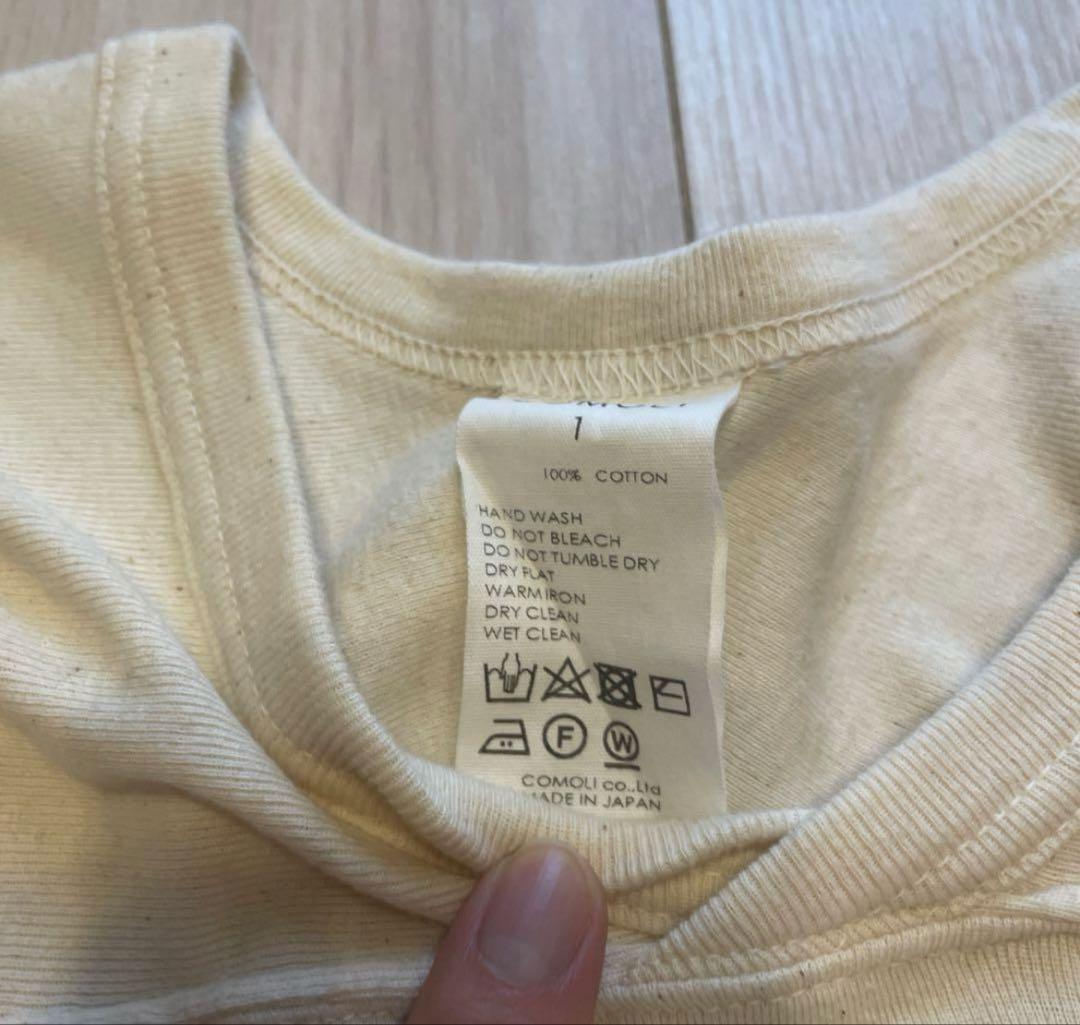 COMOLI
1
100% COTTON
HAND WASH
DO NOT BLEACH
DO NOT TUMBLE DRY
DRY FLAT
WARM IRON
DRY CLEAN
WET CLEAN
F W
COMOLI co.,Ltd
MADE IN JAPAN